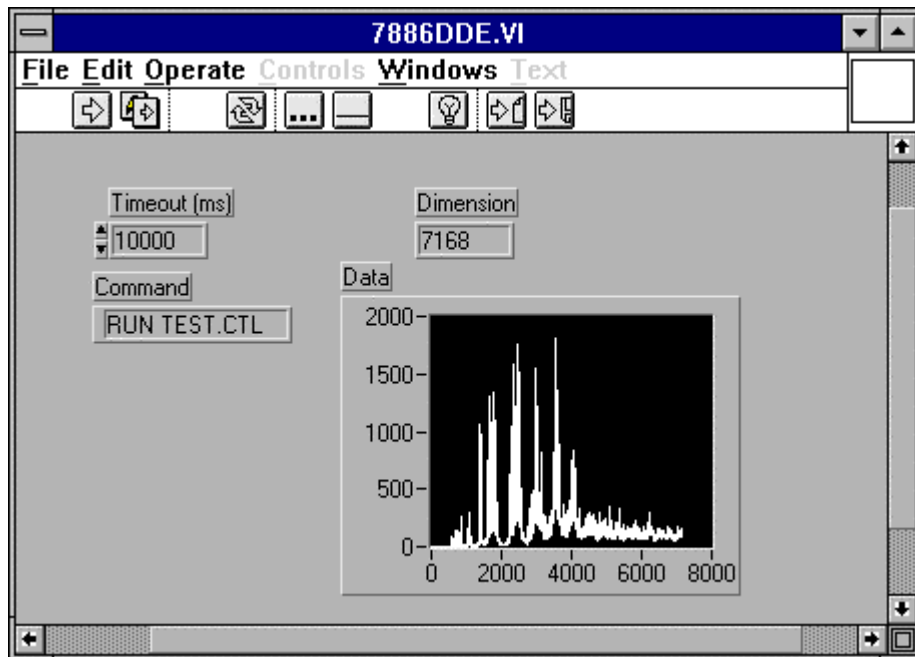 7886DDE.VI
File Edit Operate Controls Windows Text
Timeout (ms)
10000
Dimension
7168
Command
RUN TEST.CTL
Data
2000
1500
1000
500
0
0 2000 4000 6000 8000